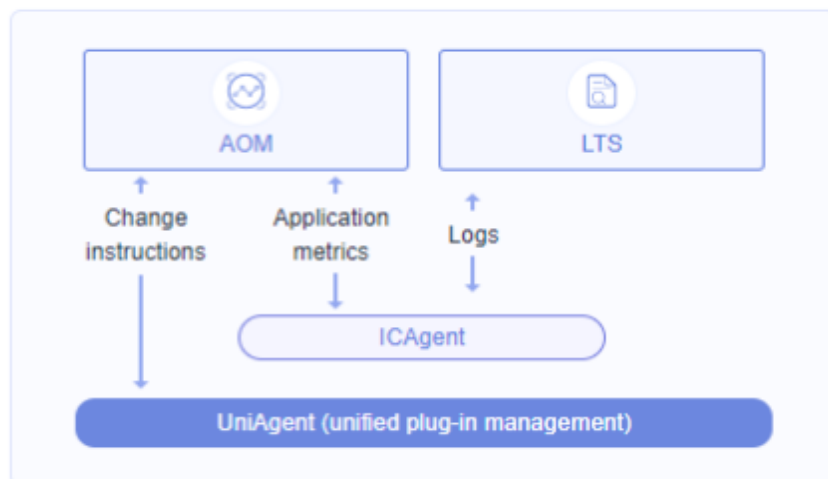 AOM
LTS
Change
instructions
Application
metrics
Logs
ICAgent
UniAgent (unified plug-in management)